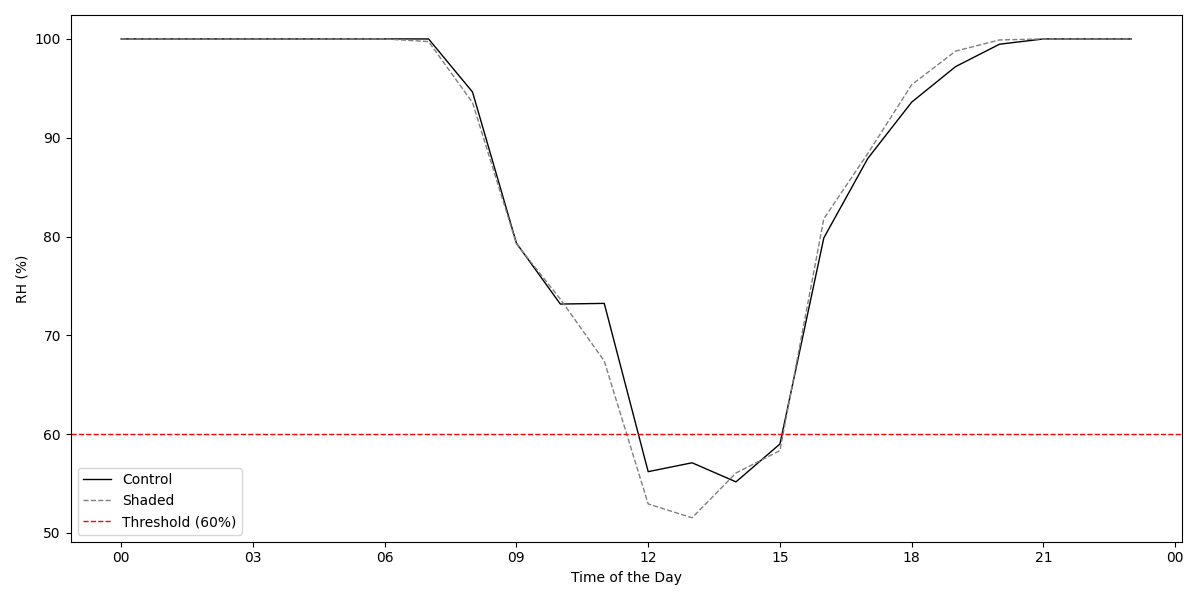 RH (%)
100
90
80
70
60
50
Control
Shaded
Threshold (60%)
00 03 06 09 12 15 18 21 00
Time of the Day